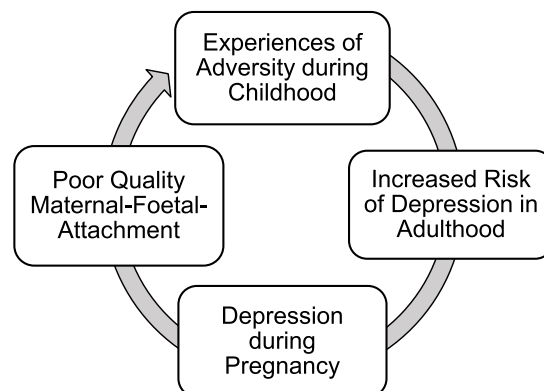 Experiences of
Adversity during
Childhood
Increased Risk
of Depression in
Adulthood
Depression
during
Pregnancy
Poor Quality
Maternal-Foetal-
Attachment